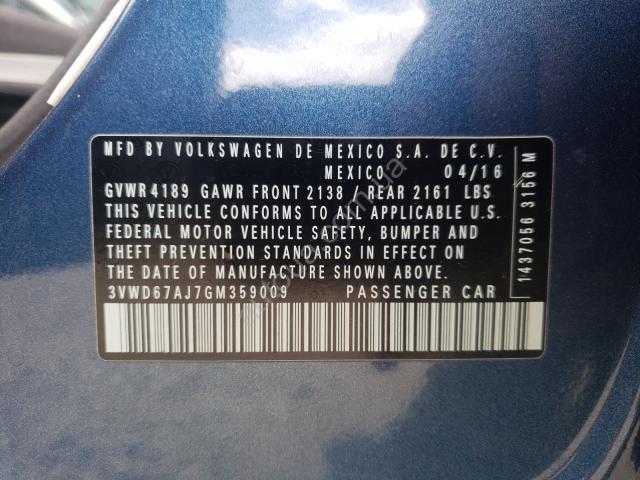 MFD BY VOLKSWAGEN DE MEXICO S.A. DE C.V.
MEXICO 04/16
GVWR 4189 GAWR FRONT 2138 / REAR 2161 LBS
THIS VEHICLE CONFORMS TO ALL APPLICABLE U.S.
FEDERAL MOTOR VEHICLE SAFETY, BUMPER AND
THEFT PREVENTION STANDARDS IN EFFECT ON
DATE OF MANUFACTURE SHOWN ABOVE.
3VWD67AJ7GM359009 PASSENGER CAR
1437056 3156 M